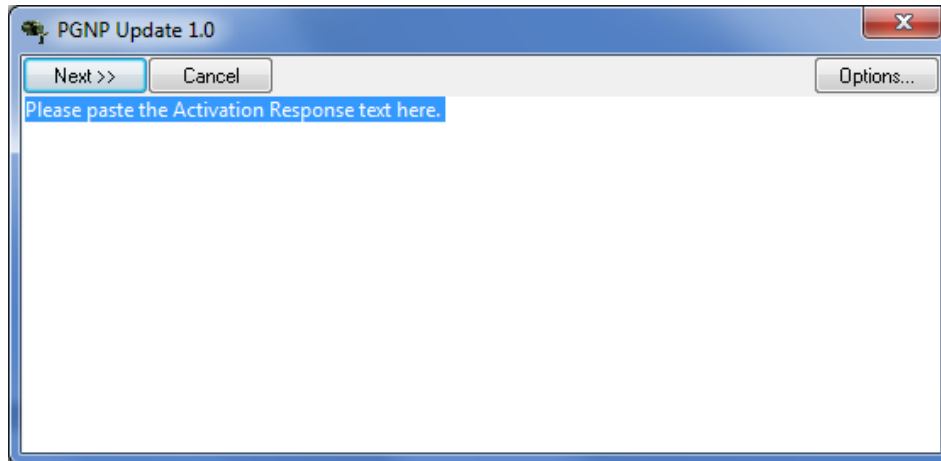 PGNP Update 1.0
Next >> Cancel Options...
Please paste the Activation Response text here.